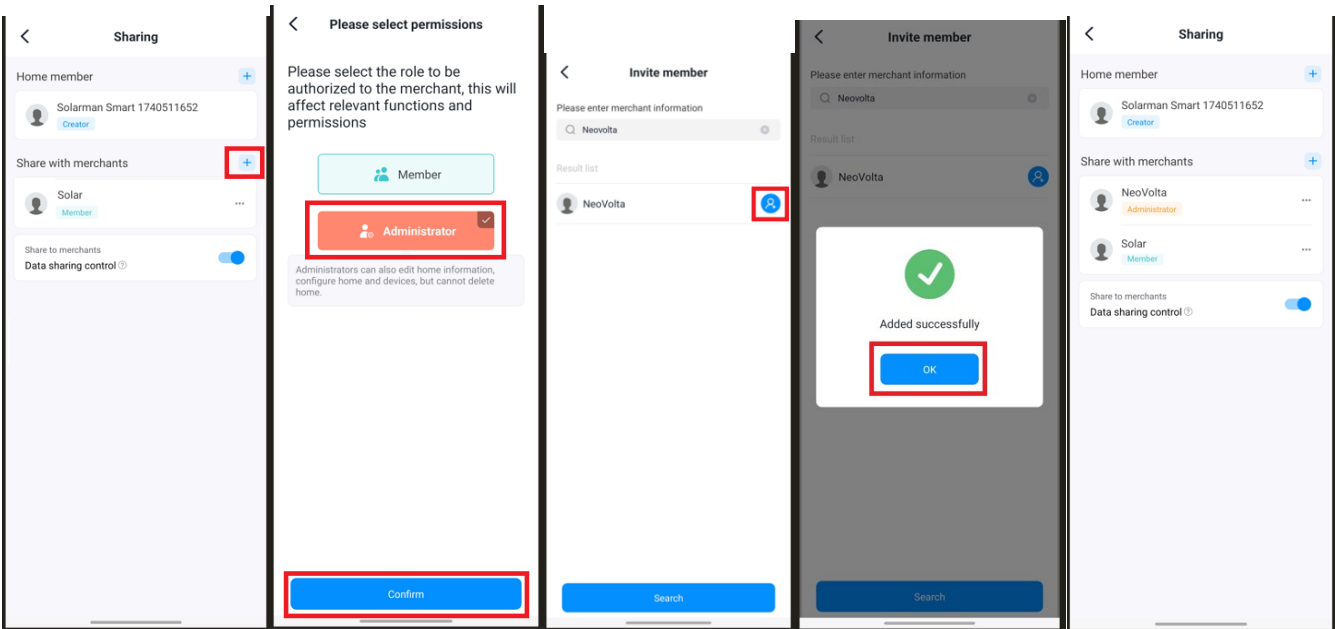 Sharing
Home member
Solarman Smart 1740511652
Creator
Share with merchants
Solar
Member
Share to merchants
Data sharing control
Please select permissions
Please select the role to be
authorized to the merchant, this will
affect relevant functions and
permissions
Member
Administrator
Administrators can also edit home information,
configure home and devices, but cannot delete
home.
Confirm
Invite member
Please enter merchant information
Neovolta
Result list
NeoVolta
Search
Invite member
Please enter merchant information
Neovolta
Result list
NeoVolta
Added successfully
OK
Search
Sharing
Home member
Solarman Smart 1740511652
Creator
Share with merchants
NeoVolta
Administrator
Solar
Member
Share to merchants
Data sharing control